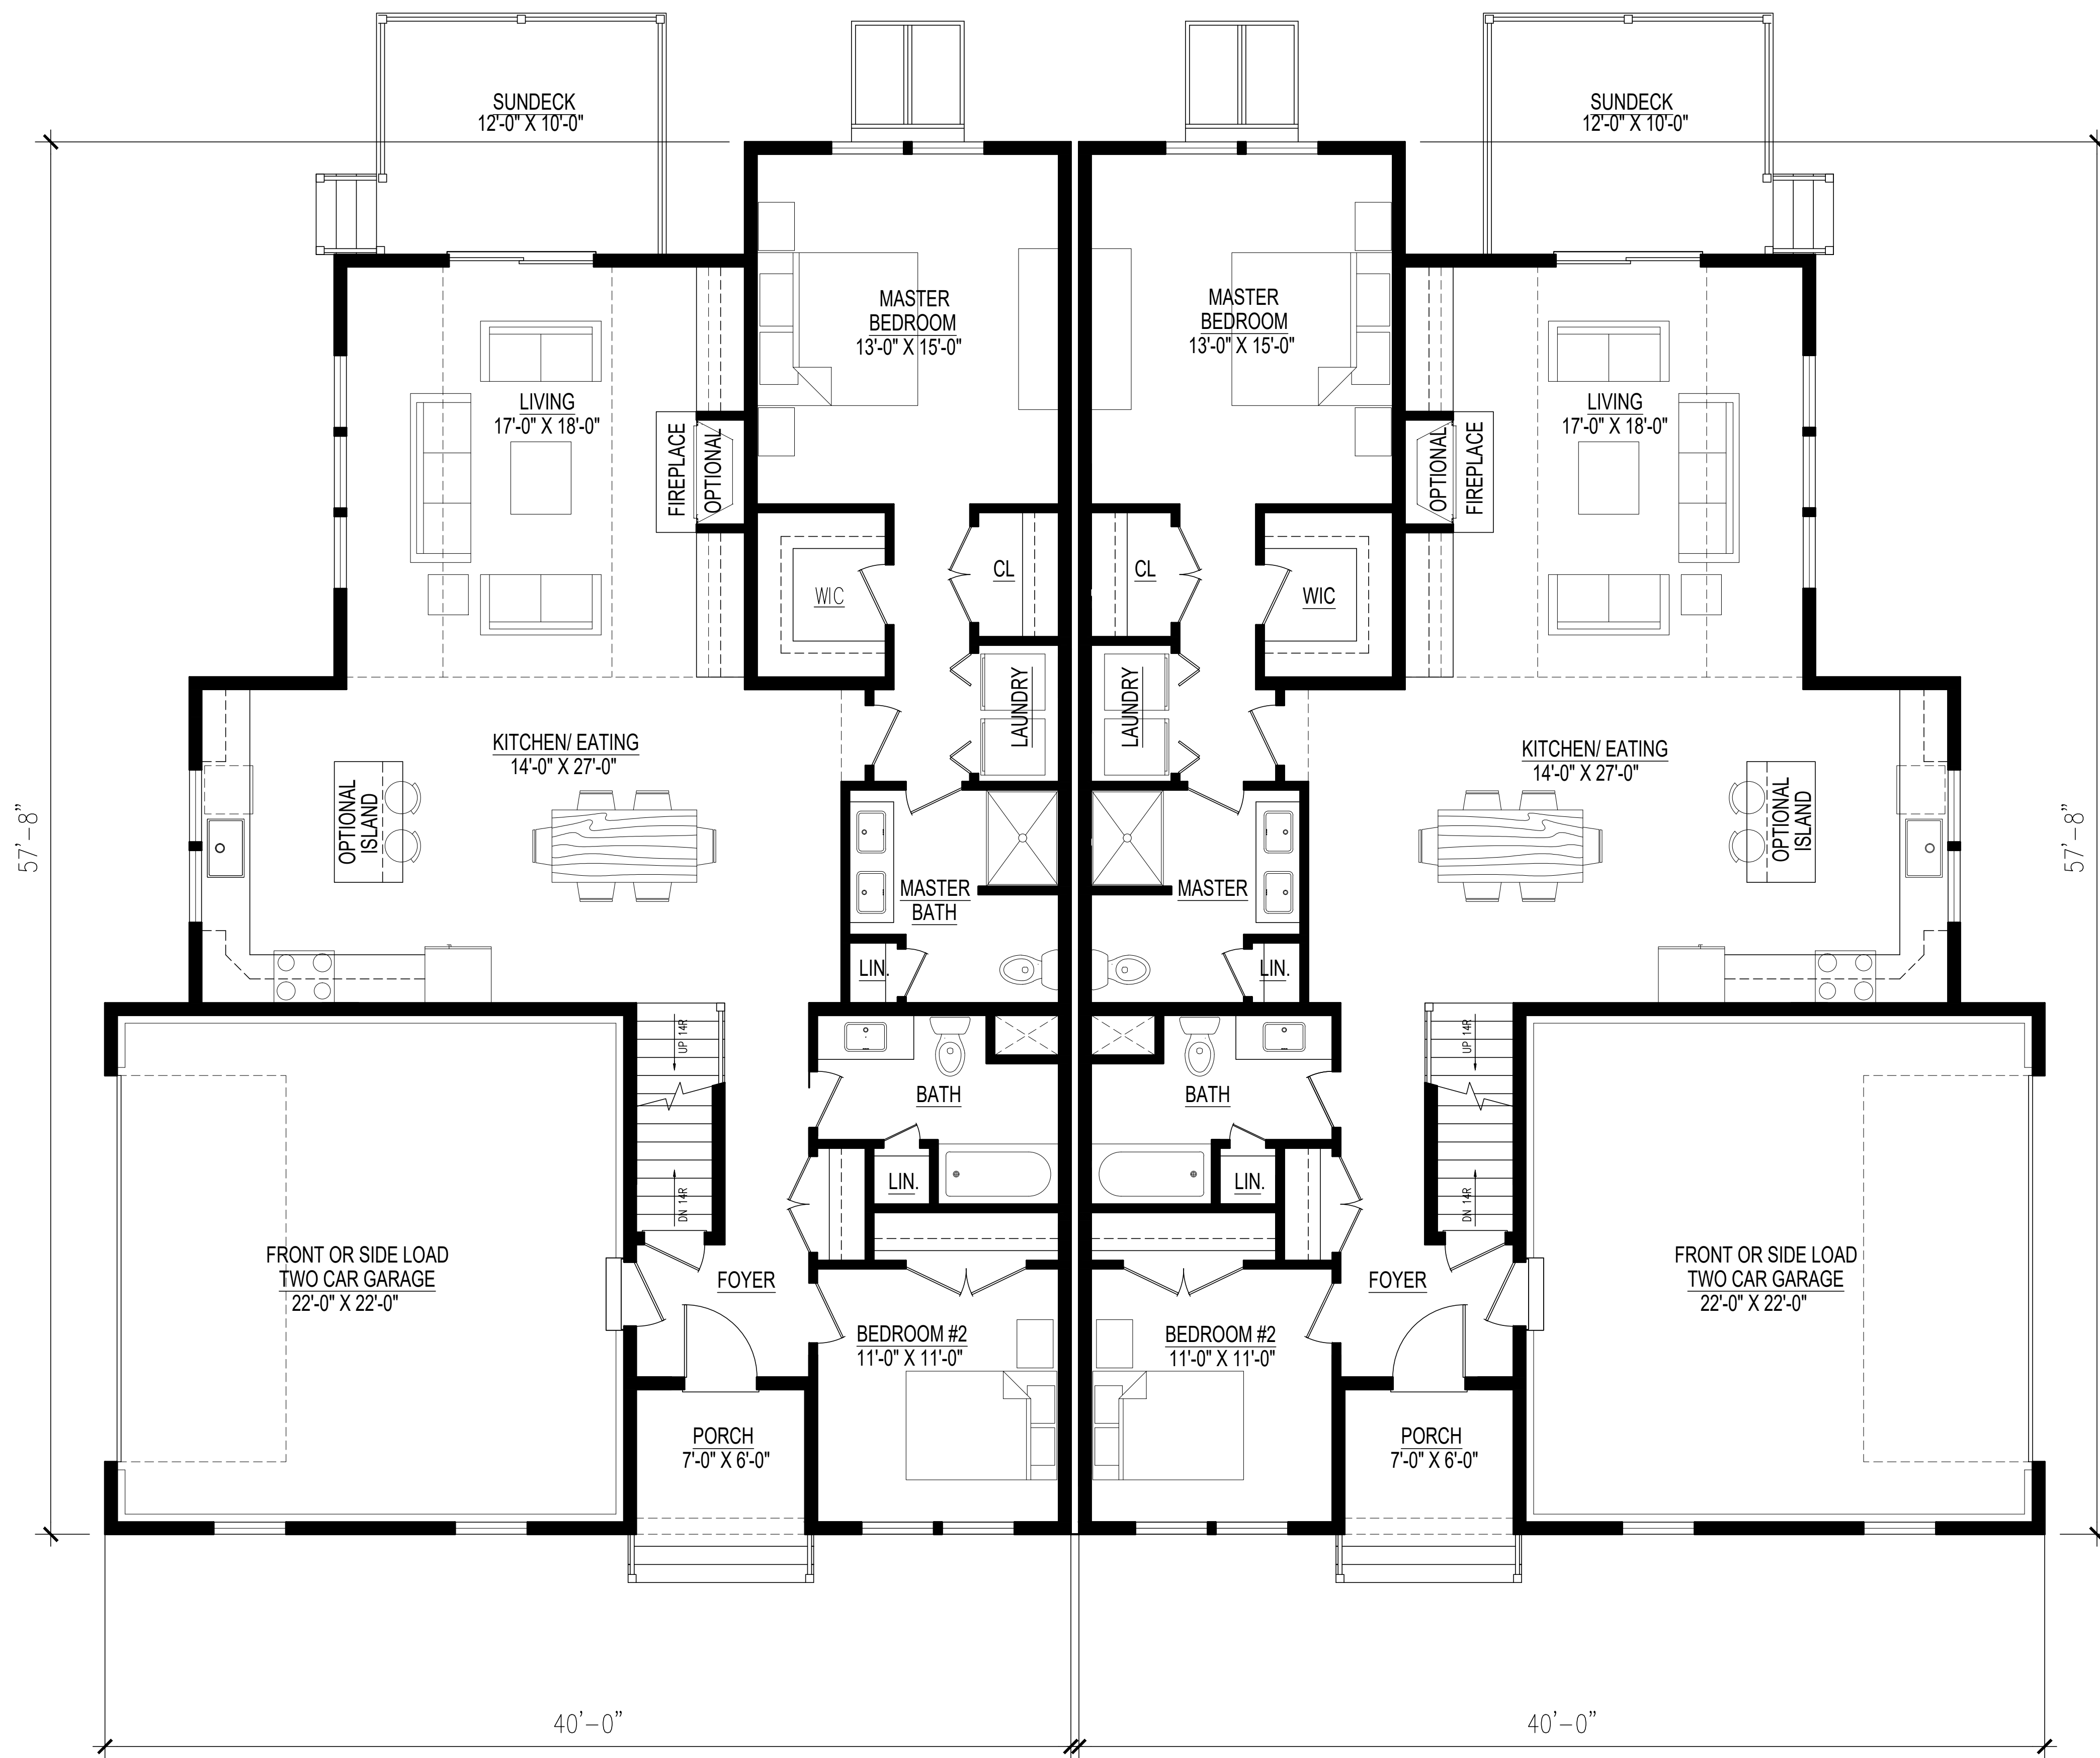 SUNDECK
12'-0" X 10'-0"
SUNDECK
12'-0" X 10'-0"
MASTER
BEDROOM
13'-0" X 15'-0"
MASTER
BEDROOM
13'-0" X 15'-0"
LIVING
17'-0" X 18'-0"
FIREPLACE
OPTIONAL
OPTIONAL
FIREPLACE
LIVING
17'-0" X 18'-0"
WIC
CL
CL
WIC
LAUNDRY
LAUNDRY
KITCHEN/ EATING
14'-0" X 27'-0"
KITCHEN/ EATING
14'-0" X 27'-0"
57'-8"
OPTIONAL
ISLAND
OPTIONAL
ISLAND
57'-8"
MASTER
BATH
MASTER
LIN.
LIN.
UP 14R
UP 14R
BATH
BATH
DN 14R
LIN.
LIN.
DN 14R
FRONT OR SIDE LOAD
TWO CAR GARAGE
22'-0" X 22'-0"
FOYER
FOYER
FRONT OR SIDE LOAD
TWO CAR GARAGE
22'-0" X 22'-0"
BEDROOM #2
11'-0" X 11'-0"
BEDROOM #2
11'-0" X 11'-0"
PORCH
7'-0" X 6'-0"
PORCH
7'-0" X 6'-0"
40'-0"
40'-0"